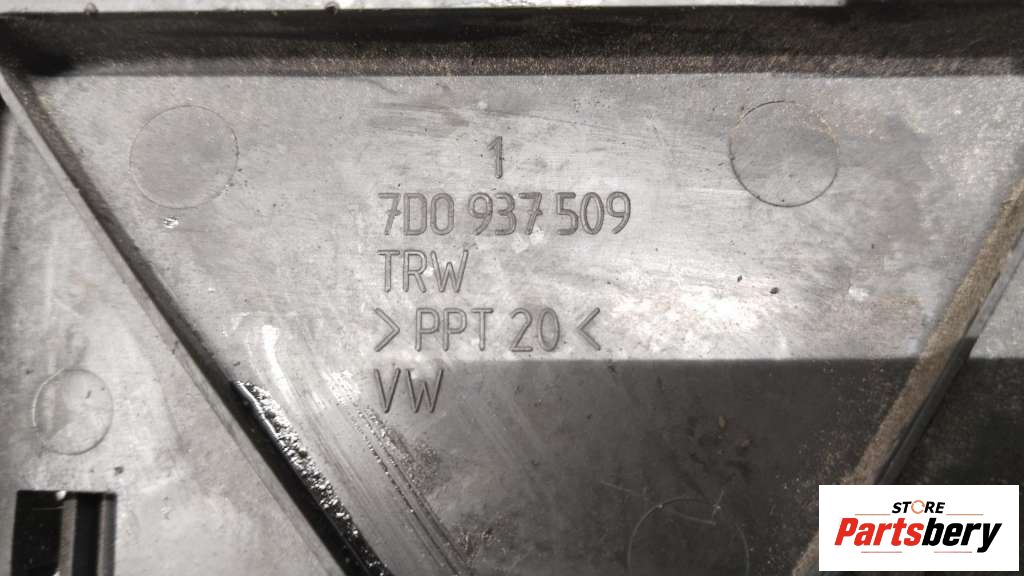 1
7D0 937 509
TRW
>PPT 20<
VW
STORE
Partsbery